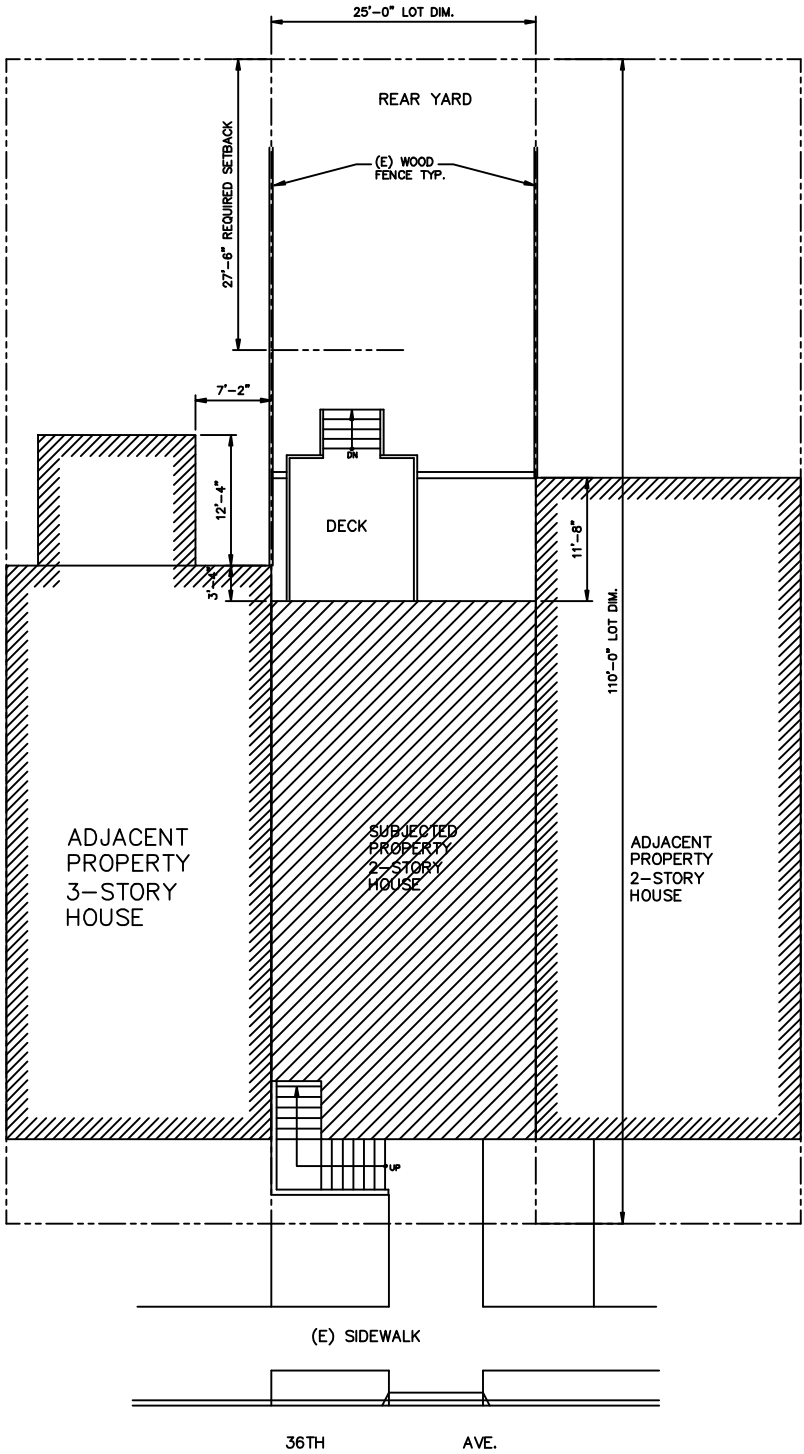 25'-0" LOT DIM.
REAR YARD
27'-6" REQUIRED SETBACK
(E) WOOD
FENCE TYP.
7'-2"
12'-4"
3'-4"
DN
DECK
11'-8"
110'-0" LOT DIM.
ADJACENT
PROPERTY
3-STORY
HOUSE
SUBJECTED
PROPERTY
2-STORY
HOUSE
ADJACENT
PROPERTY
2-STORY
HOUSE
UP
(E) SIDEWALK
36TH AVE.